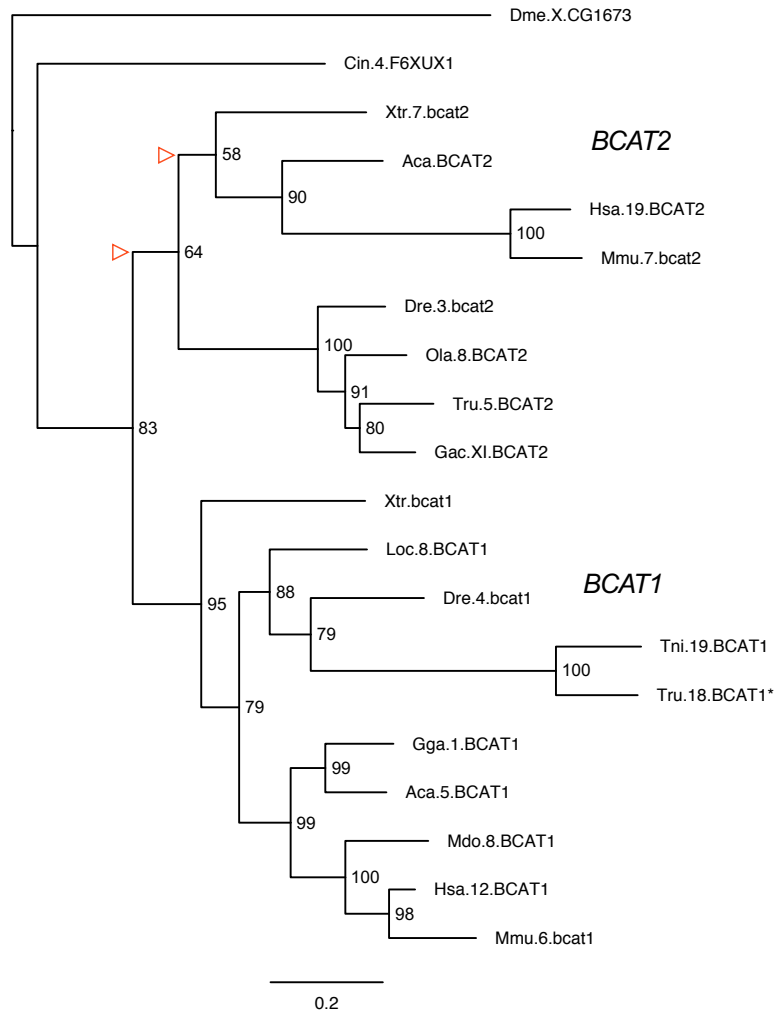 Dme.X.CG1673
Cin.4.F6XUX1
Xtr.7.bcat2
BCAT2
58
Aca.BCAT2
90
Hsa.19.BCAT2
100
64
Mmu.7.bcat2
Dre.3.bcat2
100
Ola.8.BCAT2
91
Tru.5.BCAT2
83
80
Gac.XI.BCAT2
Xtr.bcat1
Loc.8.BCAT1
BCAT1
88
Dre.4.bcat1
95
79
Tni.19.BCAT1
100
Tru.18.BCAT1*
79
Gga.1.BCAT1
99
Aca.5.BCAT1
99
Mdo.8.BCAT1
100
Hsa.12.BCAT1
98
Mmu.6.bcat1
0.2